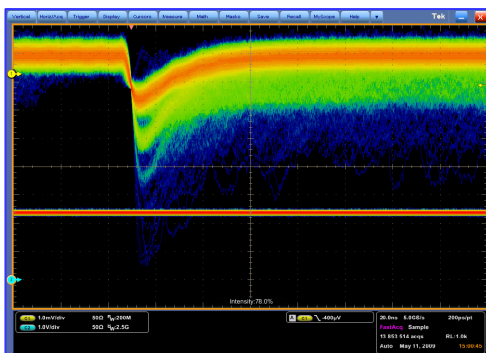 Vertical Horiz/Acq Trigger Display Cursors Measure Math Masks Save Recall MyScope Help Tek
Intensity:78.0%
C1 1.0mV/div 50Ω BW:200M
C2 1.0V/div 50Ω BW:2.5G
A C1 -400μV
20.0ns 5.0GS/s 200ps/pt
FastAcq Sample
13 853 514 acqs RL:1.0k
Auto May 11, 2009 15:00:45